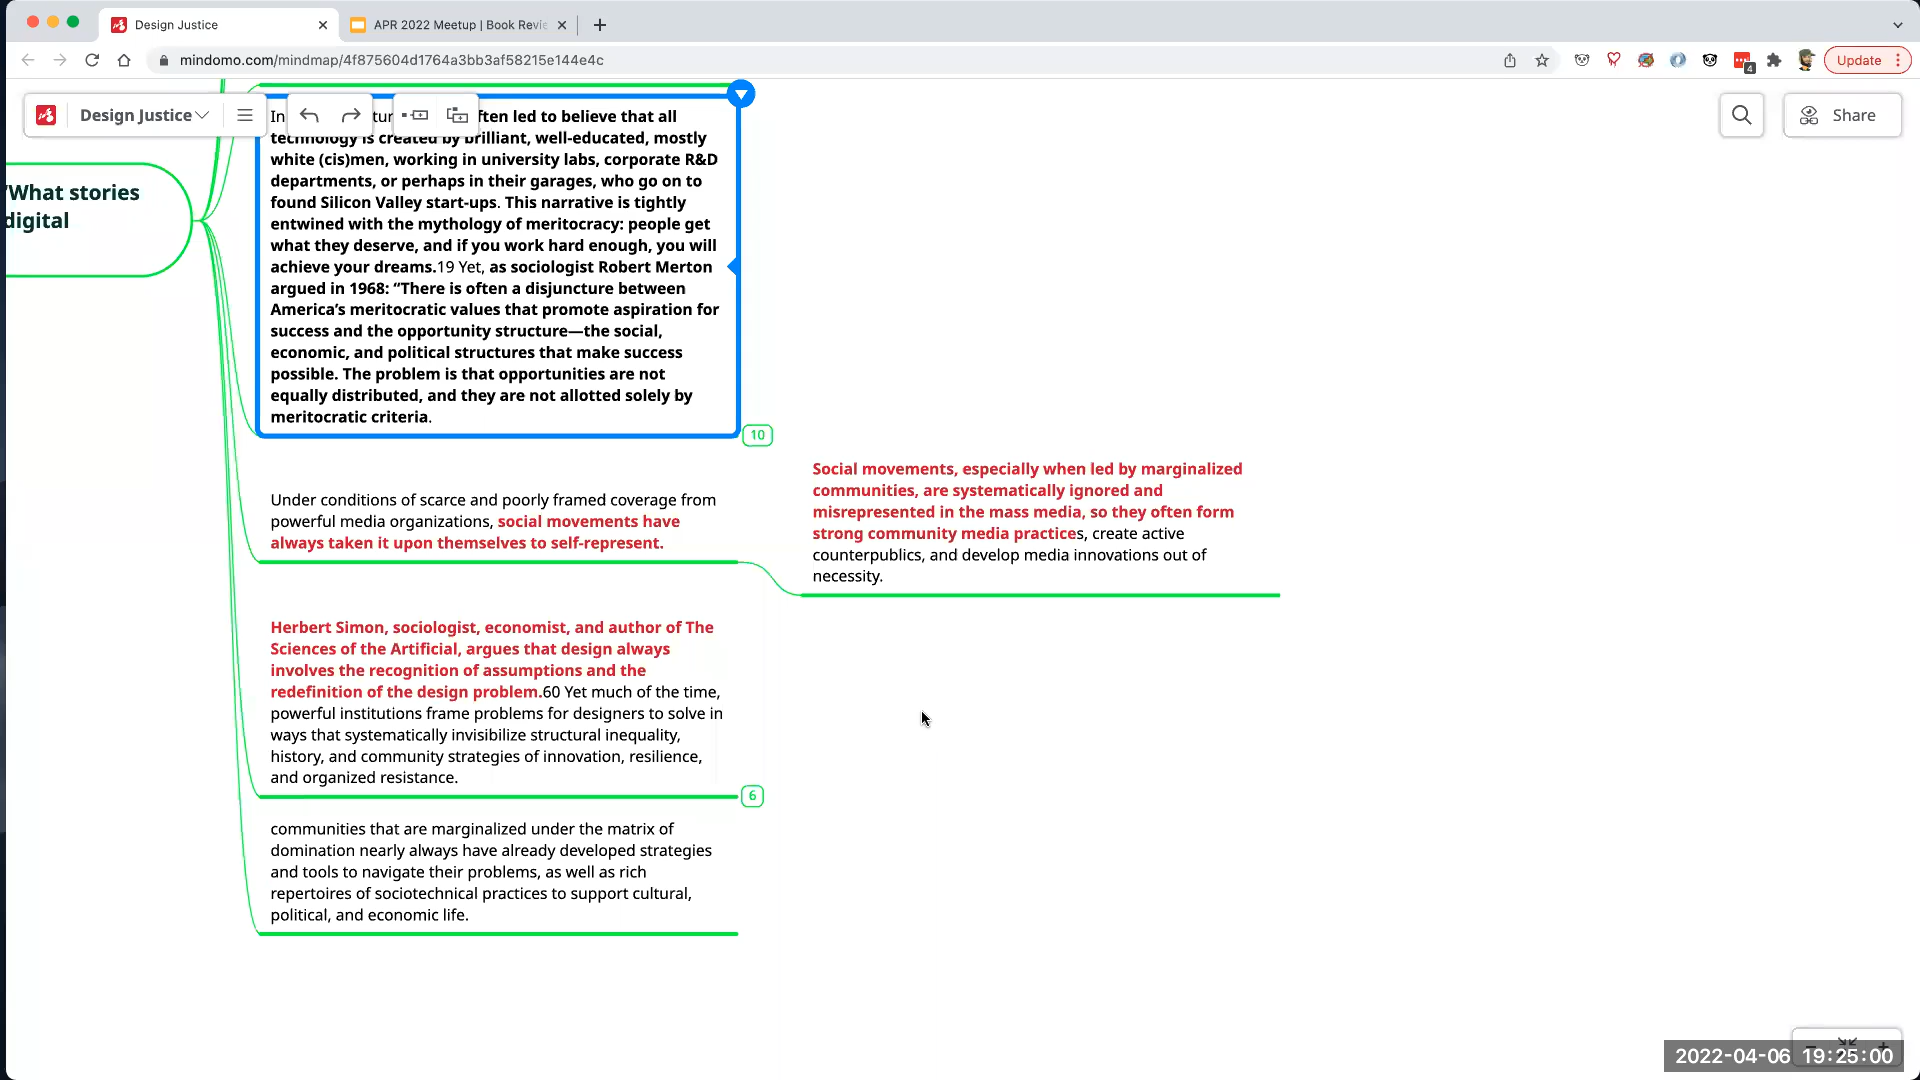 Design Justice
APR 2022 Meetup | Book Revie
mindomo.com/mindmap/4f875604d1764a3bb3af58215e144e4c
4
Update
Design Justice
Share
"What stories
digital
In
ften led to believe that all
technology is created by brilliant, well-educated, mostly
white (cis)men, working in university labs, corporate R&D
departments, or perhaps in their garages, who go on to
found Silicon Valley start-ups. This narrative is tightly
entwined with the mythology of meritocracy: people get
what they deserve, and if you work hard enough, you will
achieve your dreams.19 Yet, as sociologist Robert Merton
argued in 1968: “There is often a disjuncture between
America’s meritocratic values that promote aspiration for
success and the opportunity structure—the social,
economic, and political structures that make success
possible. The problem is that opportunities are not
equally distributed, and they are not allotted solely by
meritocratic criteria.
10
Under conditions of scarce and poorly framed coverage from
powerful media organizations, social movements have
always taken it upon themselves to self-represent.
Social movements, especially when led by marginalized
communities, are systematically ignored and
misrepresented in the mass media, so they often form
strong community media practices, create active
counterpublics, and develop media innovations out of
necessity.
Herbert Simon, sociologist, economist, and author of The
Sciences of the Artificial, argues that design always
involves the recognition of assumptions and the
redefinition of the design problem.60 Yet much of the time,
powerful institutions frame problems for designers to solve in
ways that systematically invisibilize structural inequality,
history, and community strategies of innovation, resilience,
and organized resistance.
6
communities that are marginalized under the matrix of
domination nearly always have already developed strategies
and tools to navigate their problems, as well as rich
repertoires of sociotechnical practices to support cultural,
political, and economic life.
2022-04-06 19:25:00